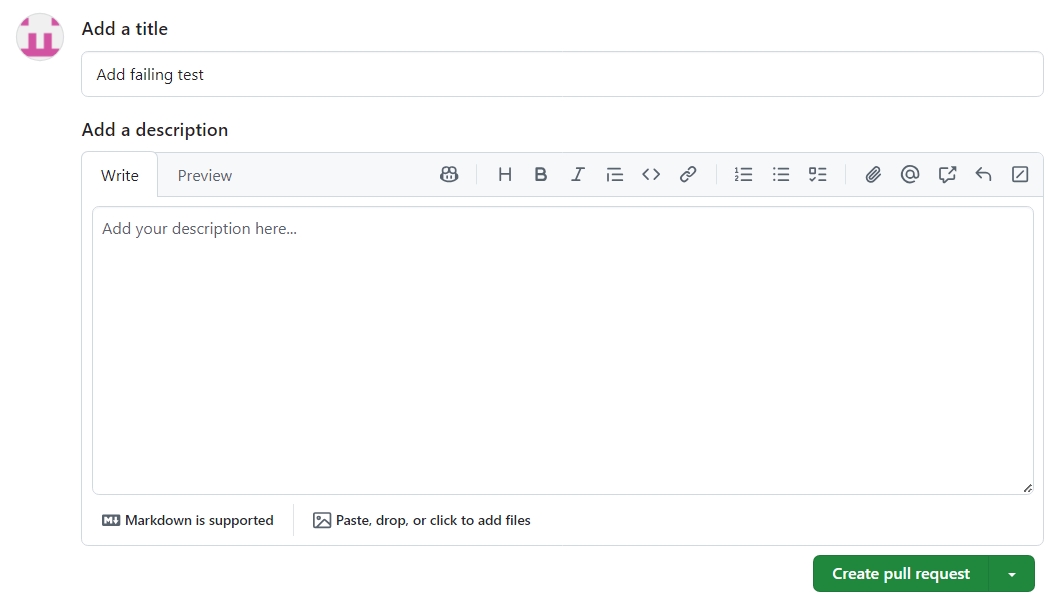 Add a title
Add failing test
Add a description
Write Preview
Add your description here...
Markdown is supported Paste, drop, or click to add files
Create pull request